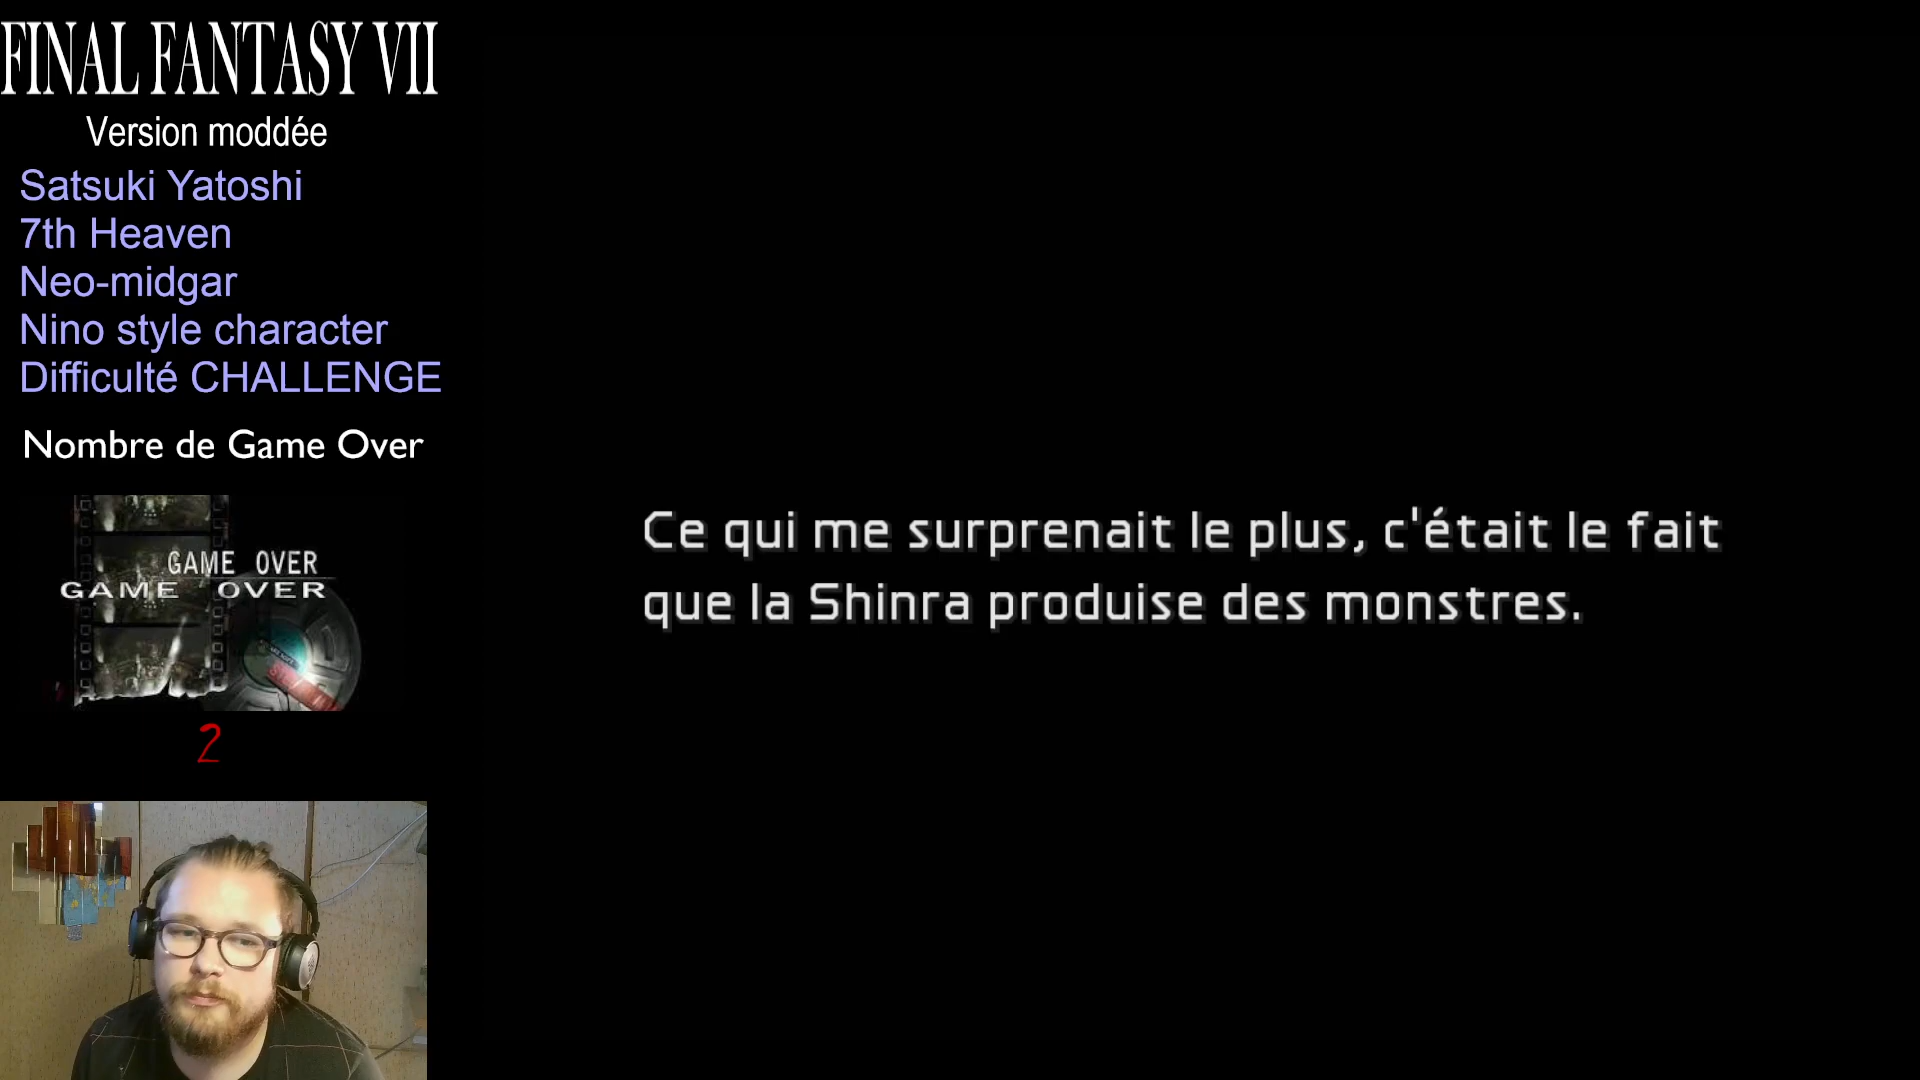 FINAL FANTASY VII
Version moddée
Satsuki Yatoshi
7th Heaven
Neo-midgar
Nino style character
Difficulté CHALLENGE
Nombre de Game Over
GAME OVER
GAME OVER
2
Ce qui me surprenait le plus, c'était le fait
que la Shinra produise des monstres.